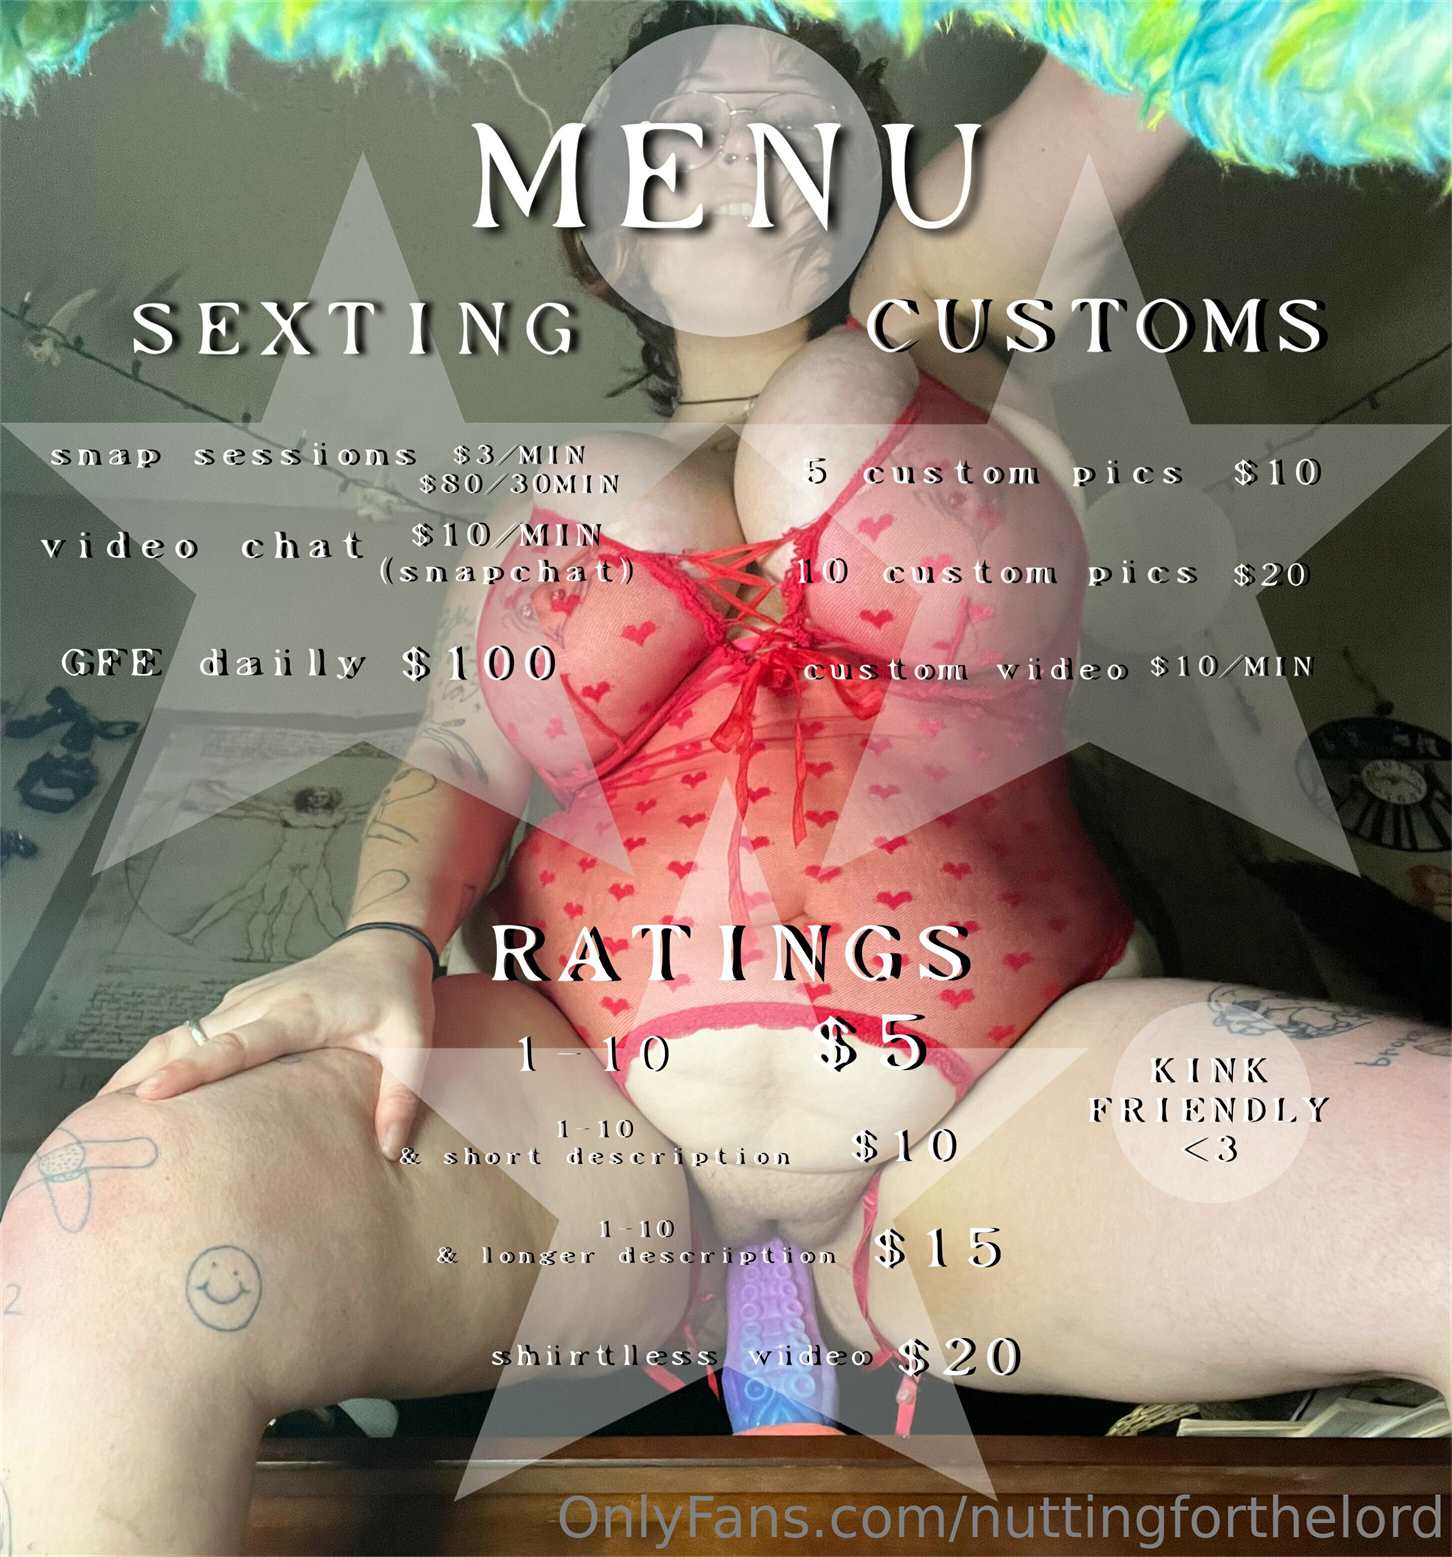 MENU
SEXTING
snap sessions $3/MIN
$80/30MIN
video chat $10/MIN
(snapchat)
GFE daily $100
CUSTOMS
5 custom pics $10
10 custom pics $20
custom video $10/MIN
RATINGS
1-10 $5
1-10
& short description $10
1-10
& longer description $15
shirtless video $20
KINK
FRIENDLY
<3
OnlyFans.com/nuttingforthelord